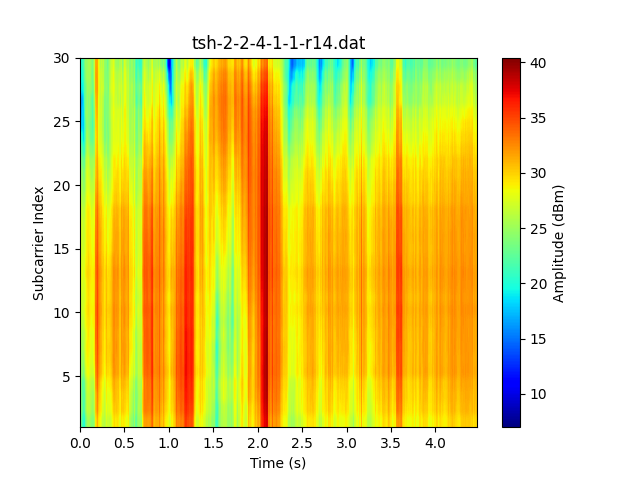 tsh-2-2-4-1-1-r14.dat
30
25
20
15
10
5
Subcarrier Index
0.0 0.5 1.0 1.5 2.0 2.5 3.0 3.5 4.0
Time (s)
40
35
30
25
20
15
10
Amplitude (dBm)